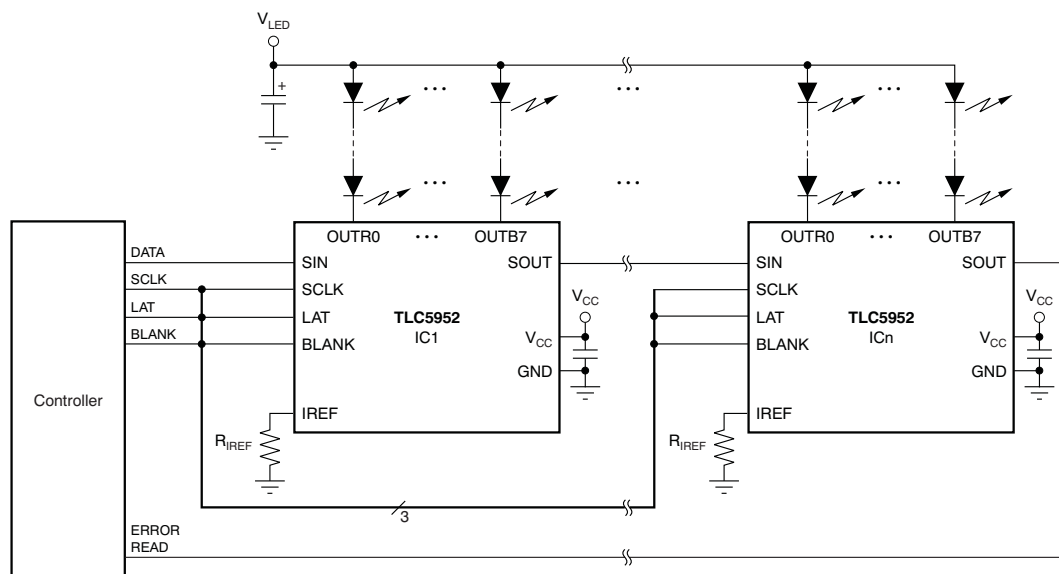 VLED
+
... ... ...
... ... ...
OUTR0 ... OUTB7
OUTR0 ... OUTB7
DATA
SCLK
LAT
BLANK
Controller
ERROR
READ
SIN
SCLK
LAT
BLANK
IREF
TLC5952
IC1
SOUT
VCC
VCC
GND
RIREF
3
SIN
SCLK
LAT
BLANK
IREF
TLC5952
ICn
SOUT
VCC
VCC
GND
RIREF